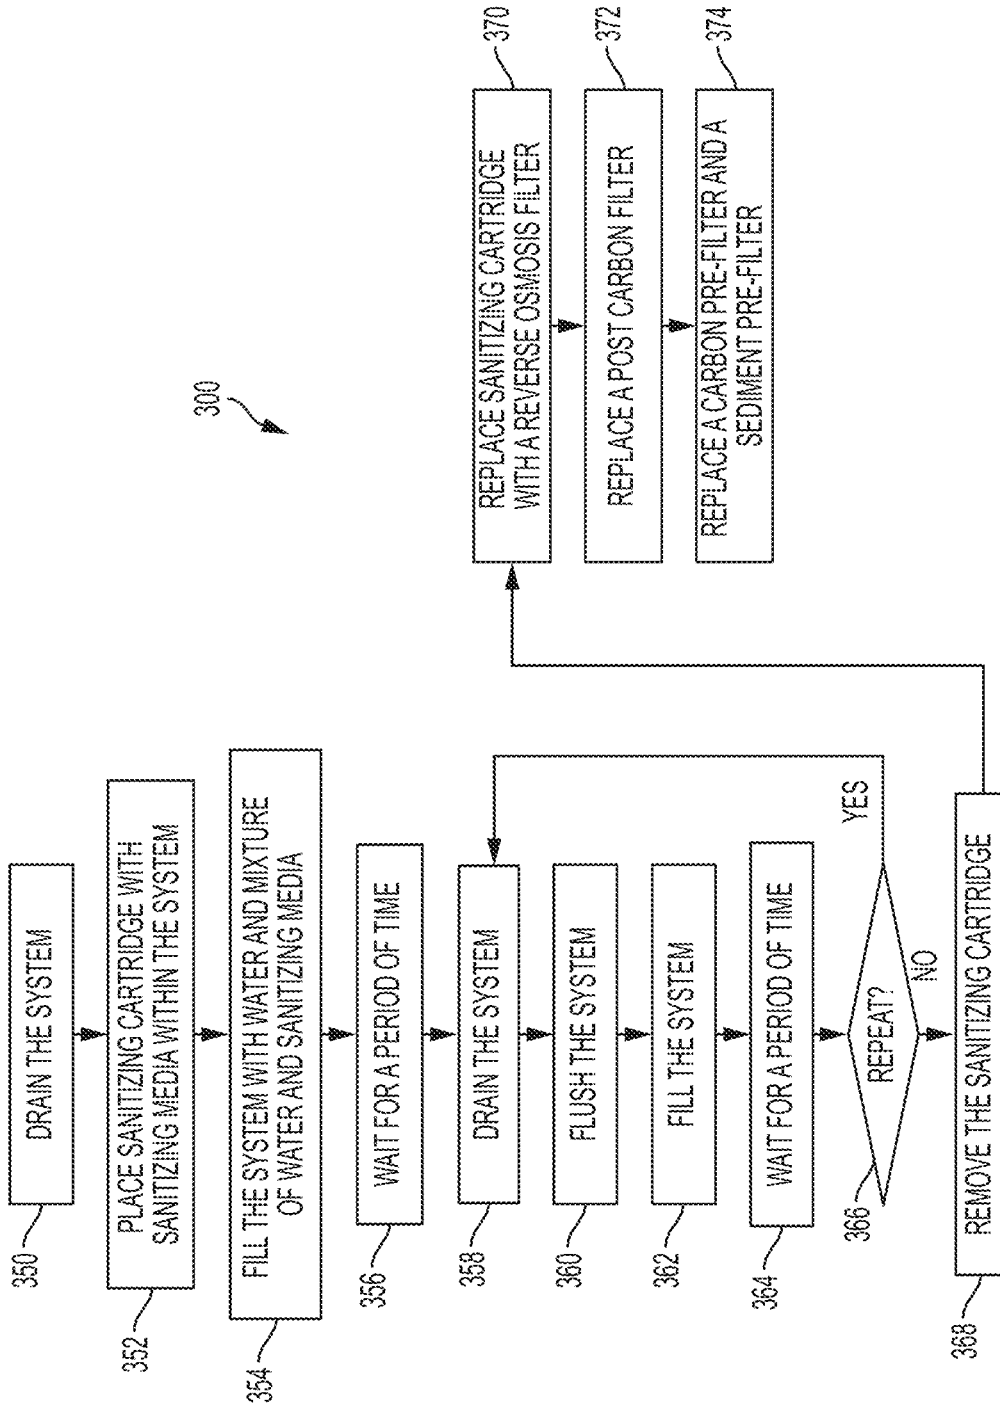 300
350
DRAIN THE SYSTEM
352
PLACE SANITIZING CARTRIDGE WITH
SANITIZING MEDIA WITHIN THE SYSTEM
354
FILL THE SYSTEM WITH WATER AND MIXTURE
OF WATER AND SANITIZING MEDIA
356
WAIT FOR A PERIOD OF TIME
358
DRAIN THE SYSTEM
360
FLUSH THE SYSTEM
362
FILL THE SYSTEM
364
WAIT FOR A PERIOD OF TIME
366
REPEAT?
YES
NO
368
REMOVE THE SANITIZING CARTRIDGE
370
REPLACE SANITIZING CARTRIDGE
WITH A REVERSE OSMOSIS FILTER
372
REPLACE A POST CARBON FILTER
374
REPLACE A CARBON PRE-FILTER AND A
SEDIMENT PRE-FILTER